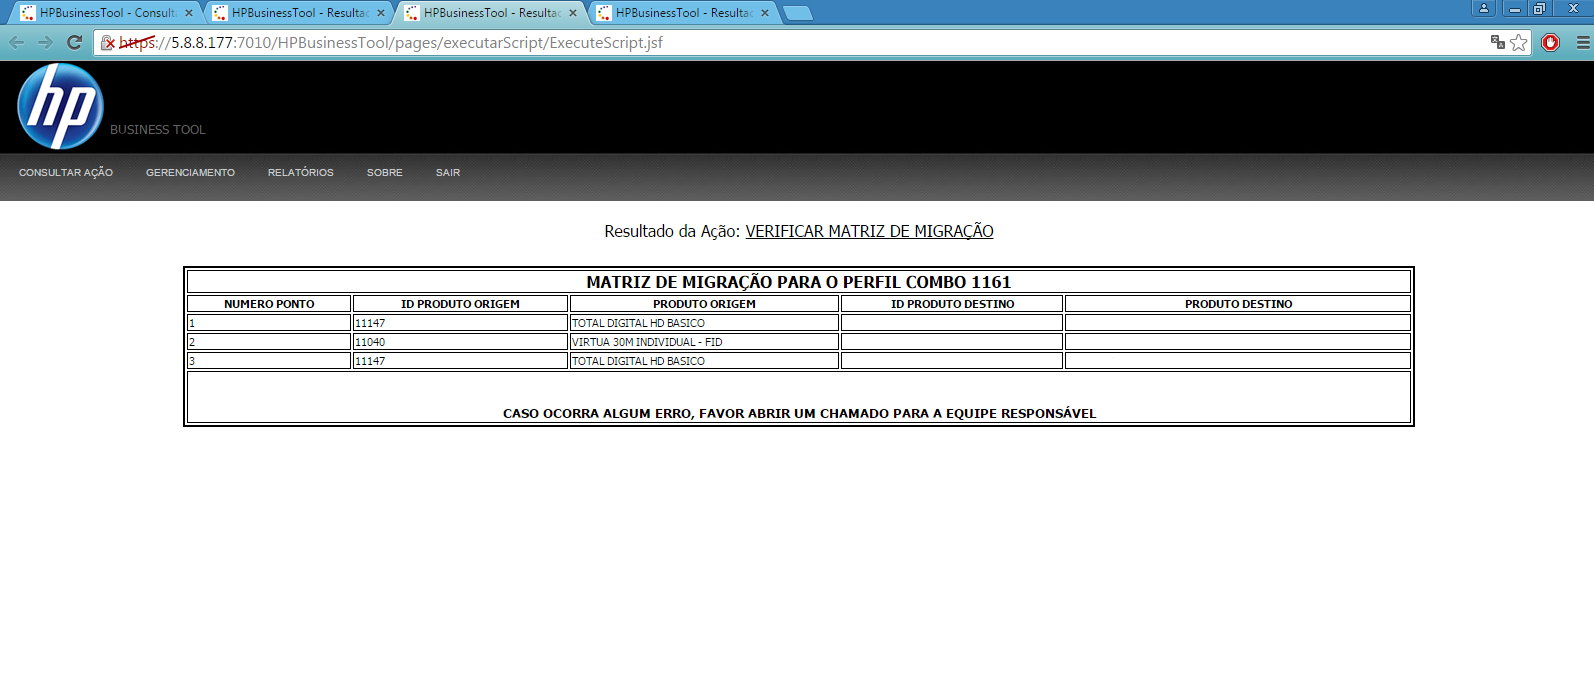 HPBusinessTool - Consult
HPBusinessTool - Resultad
HPBusinessTool - Resultad
HPBusinessTool - Resultad
https://5.8.8.177:7010/HPBusinessTool/pages/executarScript/ExecuteScript.jsf
hp
BUSINESS TOOL
CONSULTAR AÇÃO GERENCIAMENTO RELATÓRIOS SOBRE SAIR
Resultado da Ação: VERIFICAR MATRIZ DE MIGRAÇÃO
MATRIZ DE MIGRAÇÃO PARA O PERFIL COMBO 1161
NUMERO PONTO ID PRODUTO ORIGEM PRODUTO ORIGEM ID PRODUTO DESTINO PRODUTO DESTINO
1 11147 TOTAL DIGITAL HD BASICO
2 11040 VIRTUA 30M INDIVIDUAL - FID
3 11147 TOTAL DIGITAL HD BASICO
CASO OCORRA ALGUM ERRO, FAVOR ABRIR UM CHAMADO PARA A EQUIPE RESPONSÁVEL